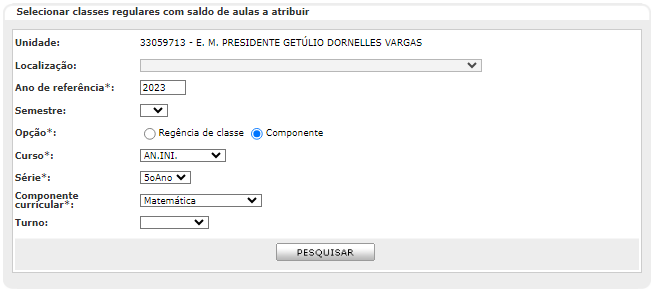 Selecionar classes regulares com saldo de aulas a atribuir
Unidade: 33059713 - E. M. PRESIDENTE GETÚLIO DORNELLES VARGAS
Localização:
Ano de referência*: 2023
Semestre:
Opção*: Regência de classe Componente
Curso*: AN.INI.
Série*: 5oAno
Componente
curricular*: Matemática
Turno:
PESQUISAR